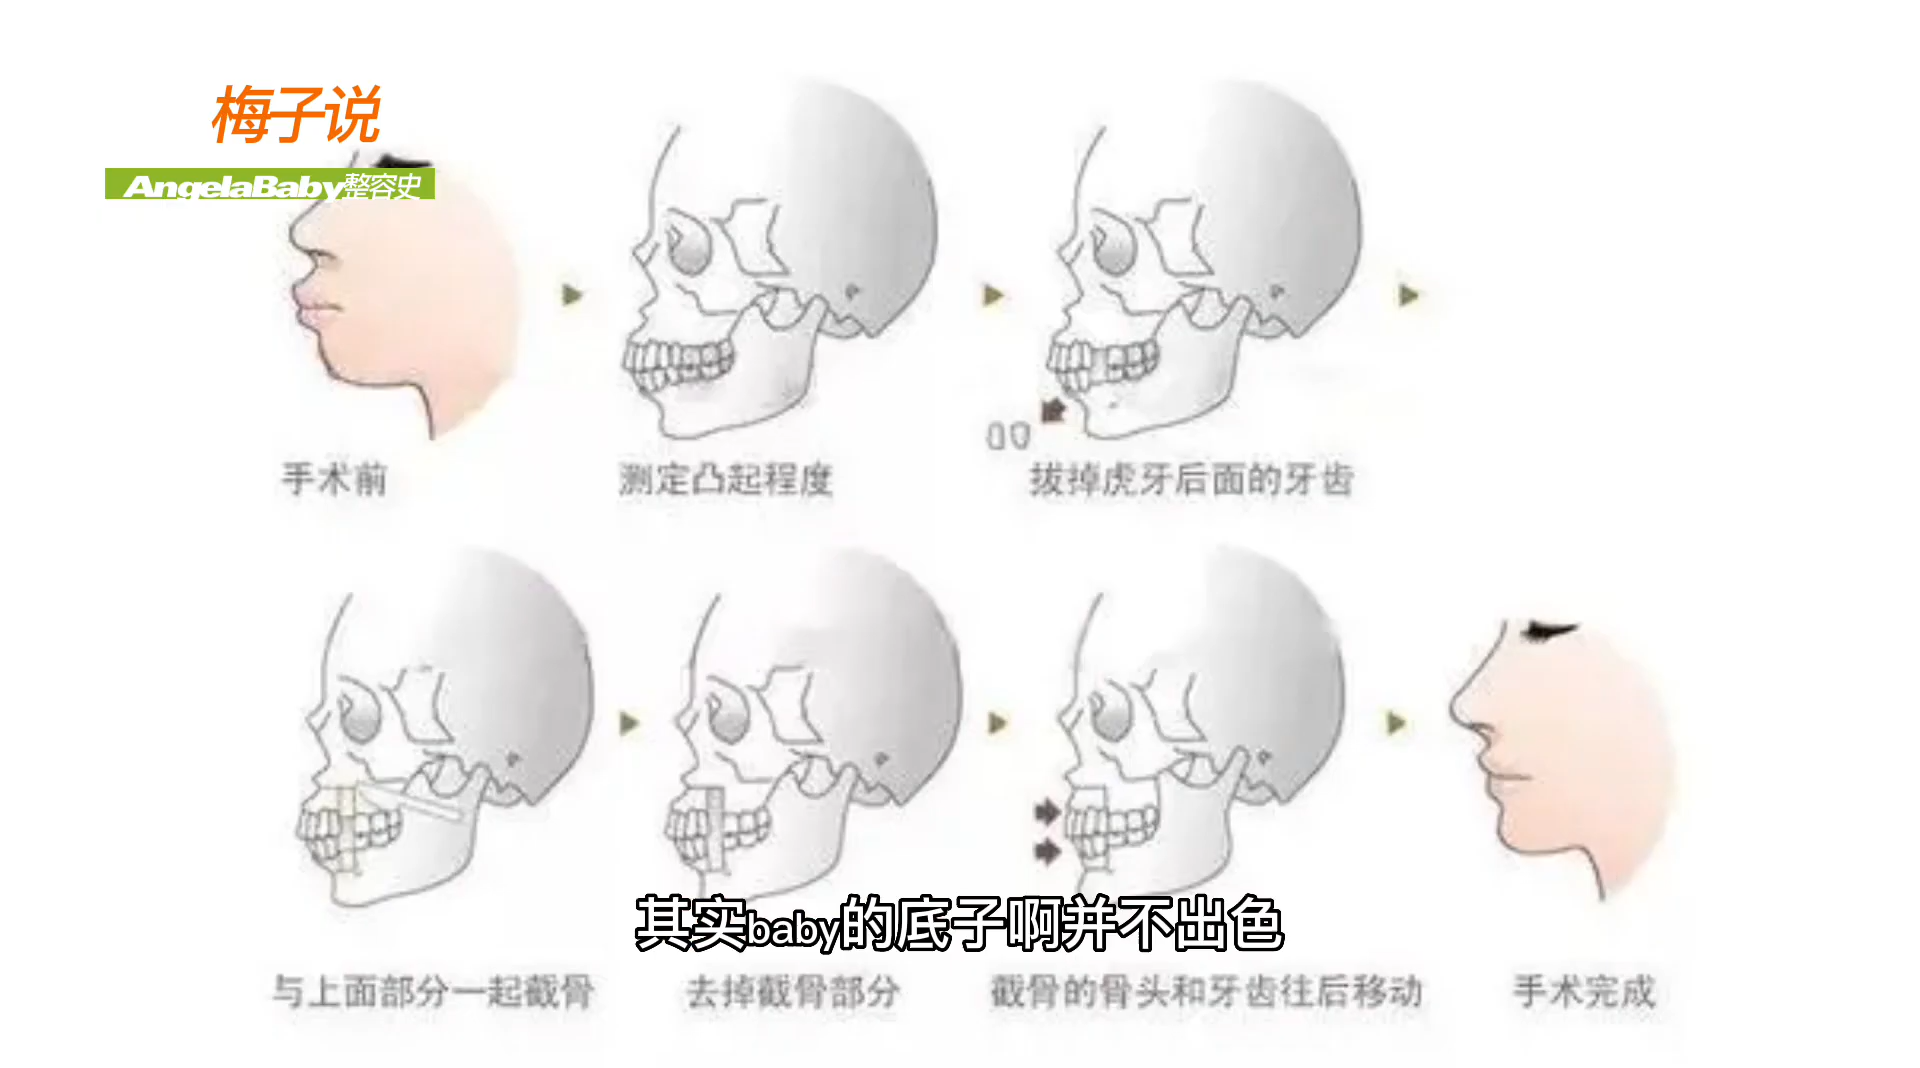 梅子说
AngelaBaby整容史
手术前
测定凸起程度
拔掉虎牙后面的牙齿
其实baby的底子啊并不出色
与上面部分一起截骨
去掉截骨部分
截骨的骨头和牙齿往后移动
手术完成